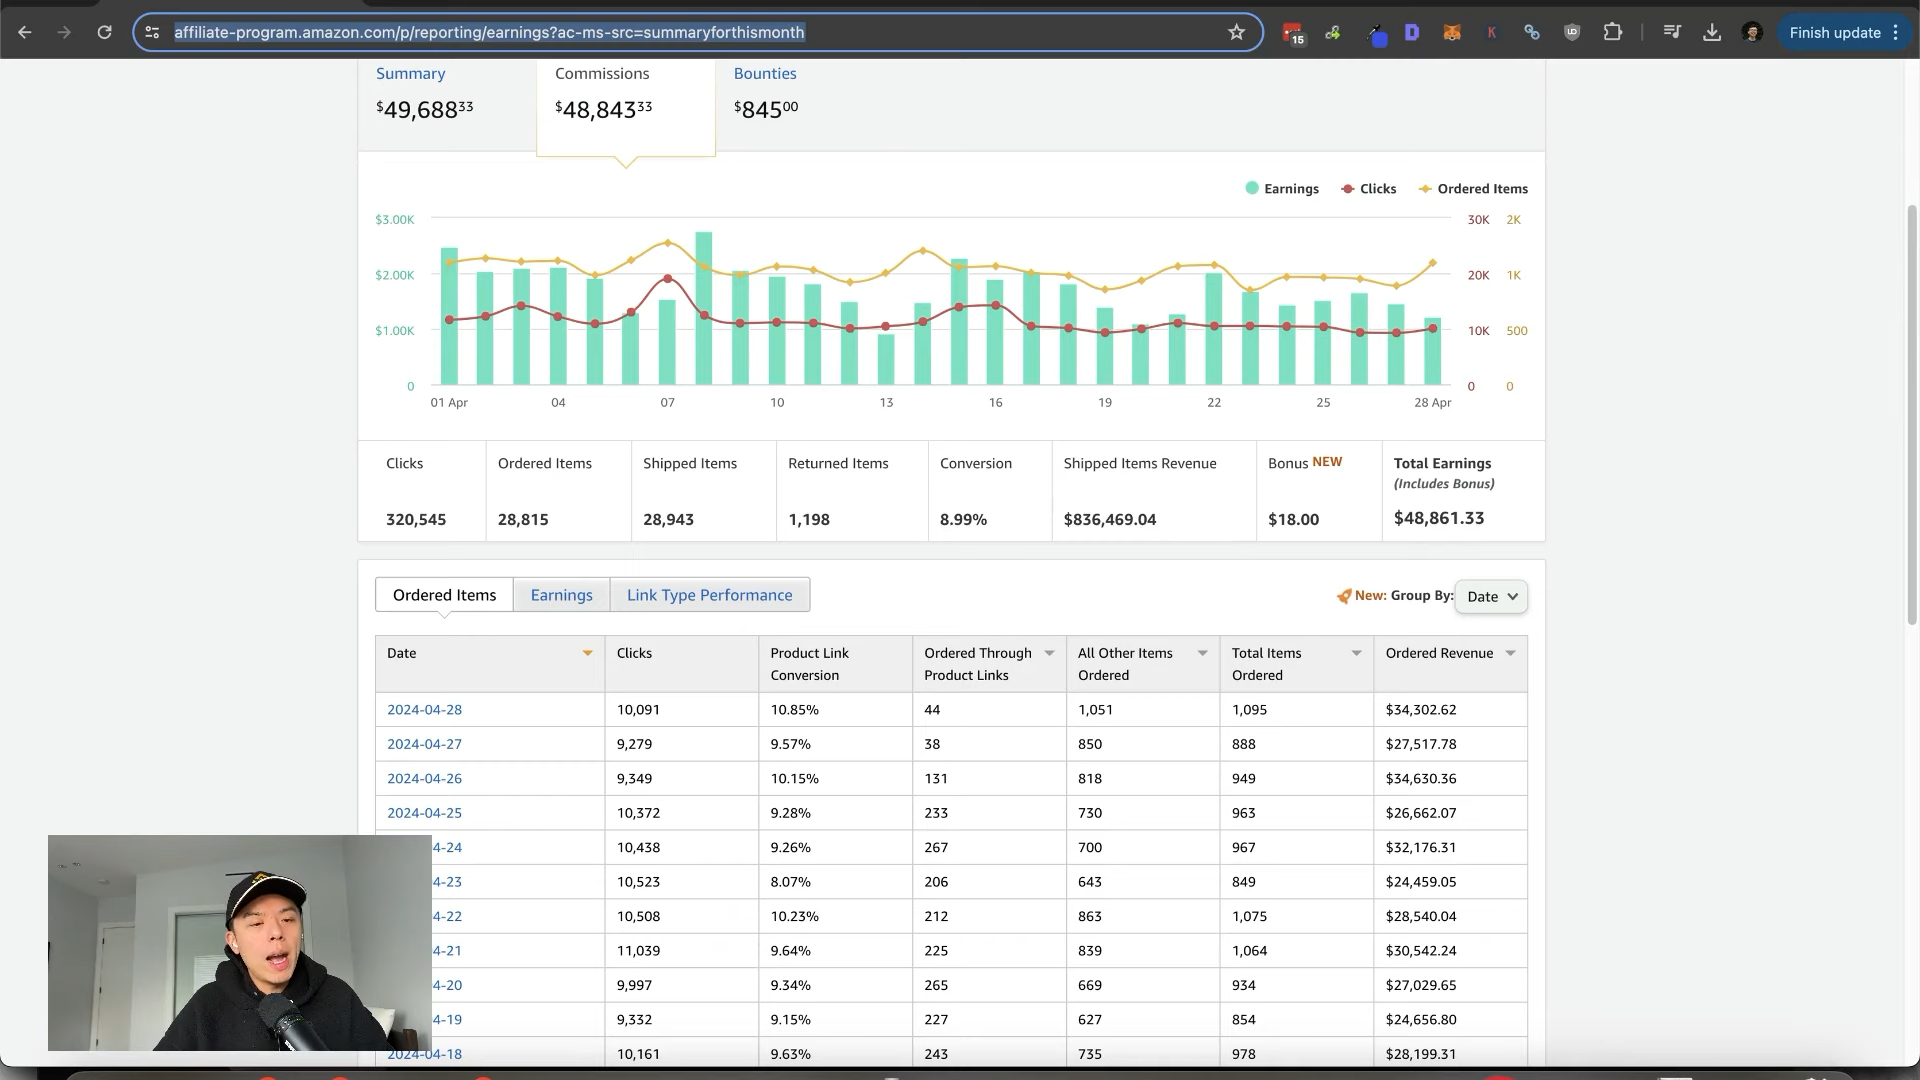 affiliate-program.amazon.com/p/reporting/earnings?ac-ms-src=summaryforthismonth
15
Finish update
Summary Commissions Bounties
$49,68833 $48,84333 $84500
Earnings Clicks Ordered Items
$3.00K 30K 2K
$2.00K 20K 1K
$1.00K 10K 500
0 0 0
01 Apr 04 07 10 13 16 19 22 25 28 Apr
Clicks Ordered Items Shipped Items Returned Items Conversion Shipped Items Revenue Bonus NEW Total Earnings
(Includes Bonus)
320,545 28,815 28,943 1,198 8.99% $836,469.04 $18.00 $48,861.33
Ordered Items Earnings Link Type Performance New: Group By: Date
Date Clicks Product Link Conversion Ordered Through Product Links All Other Items Ordered Total Items Ordered Ordered Revenue
2024-04-28 10,091 10.85% 44 1,051 1,095 $34,302.62
2024-04-27 9,279 9.57% 38 850 888 $27,517.78
2024-04-26 9,349 10.15% 131 818 949 $34,630.36
2024-04-25 10,372 9.28% 233 730 963 $26,662.07
4-24 10,438 9.26% 267 700 967 $32,176.31
4-23 10,523 8.07% 206 643 849 $24,459.05
4-22 10,508 10.23% 212 863 1,075 $28,540.04
4-21 11,039 9.64% 225 839 1,064 $30,542.24
4-20 9,997 9.34% 265 669 934 $27,029.65
4-19 9,332 9.15% 227 627 854 $24,656.80
2024-04-18 10,161 9.63% 243 735 978 $28,199.31